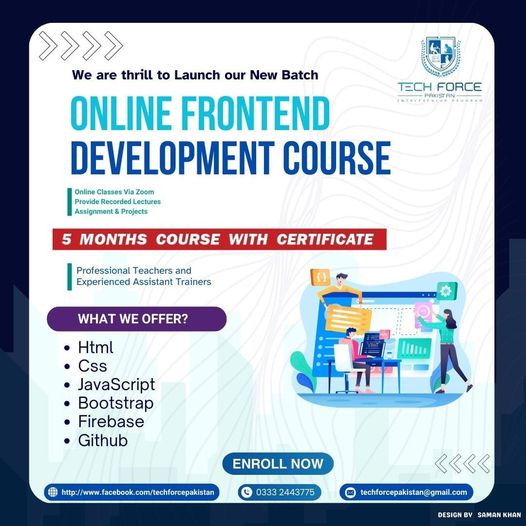 We are thrill to Launch our New Batch
TECH FORCE
PAKISTAN
ENTREPRENEUR PROGRAM
ONLINE FRONTEND
DEVELOPMENT COURSE
Online Classes Via Zoom
Provide Recorded Lectures
Assignment & Projects
5 MONTHS COURSE WITH CERTIFICATE
Professional Teachers and
Experienced Assistant Trainers
WHAT WE OFFER?
• Html
• Css
• JavaScript
• Bootstrap
• Firebase
• Github
ENROLL NOW
http://www.facebook.com/techforcepakistan
0333 2443775
techforcepakistan@gmail.com
DESIGN BY SAMAN KHAN